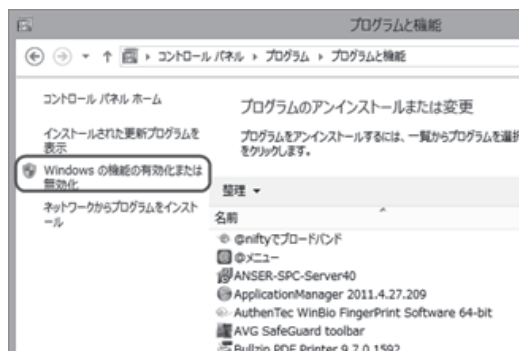 プログラムと機能
コントロール パネル ▸ プログラム ▸ プログラムと機能
コントロール パネル ホーム
インストールされた更新プログラムを
表示
Windows の機能の有効化または
無効化
ネットワークからプログラムをインスト
ール
プログラムのアンインストールまたは変更
プログラムをアンインストールするには、一覧からプログラムを選択
をクリックします。
整理 ▾
名前
@niftyでブロードバンド
@メニュー
ANSER-SPC-Server40
ApplicationManager 2011.4.27.209
AuthenTec WinBio FingerPrint Software 64-bit
AVG SafeGuard toolbar
Bullzip PDF Printer 9.7.0.1592